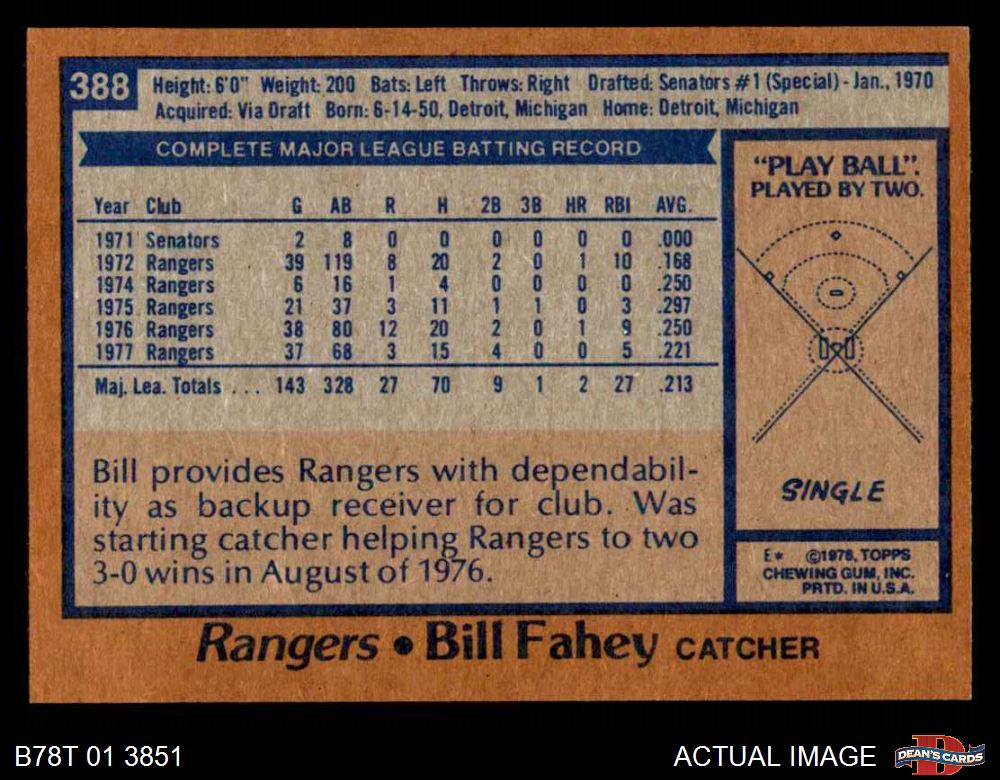 388
Height: 6'0" Weight: 200 Bats: Left Throws: Right Drafted: Senators #1 (Special) - Jan., 1970
Acquired: Via Draft Born: 6-14-50, Detroit, Michigan Home: Detroit, Michigan
COMPLETE MAJOR LEAGUE BATTING RECORD
Year Club G AB R H 2B 3B HR RBI AVG.
1971 Senators 2 8 0 0 0 0 0 0 .000
1972 Rangers 39 119 8 20 2 0 1 10 .168
1974 Rangers 6 16 1 4 0 0 0 0 .250
1975 Rangers 21 37 3 11 1 1 0 3 .297
1976 Rangers 38 80 12 20 2 0 1 9 .250
1977 Rangers 37 68 3 15 4 0 0 5 .221
Maj. Lea. Totals . . . 143 328 27 70 9 1 2 27 .213
Bill provides Rangers with dependabil-
ity as backup receiver for club. Was
starting catcher helping Rangers to two
3-0 wins in August of 1976.
"PLAY BALL".
PLAYED BY TWO.
SINGLE
E* ©1978, TOPPS
CHEWING GUM, INC.
PRTD. IN U.S.A.
Rangers • Bill Fahey CATCHER
B78T 01 3851
ACTUAL IMAGE
D
DEAN'S CARDS